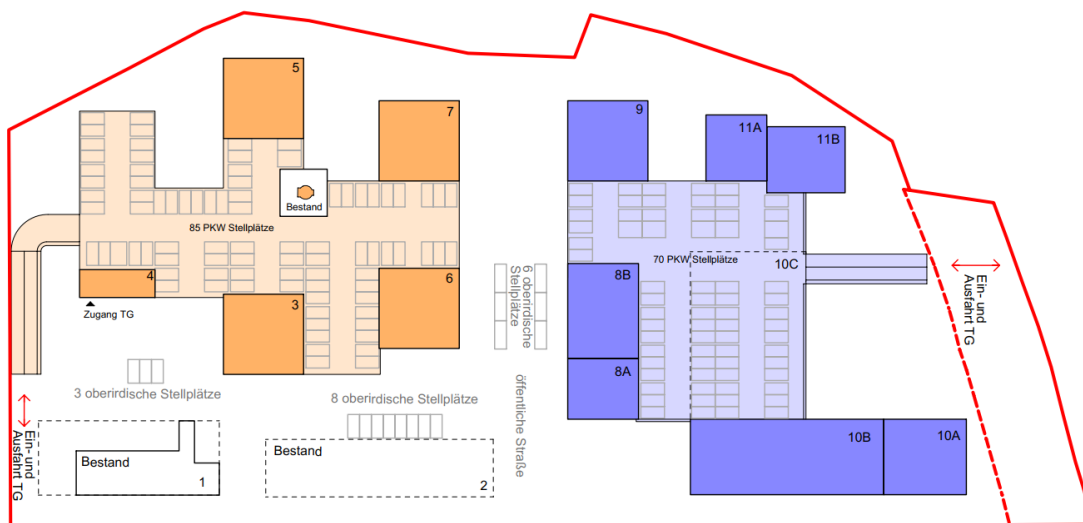 5
7
9
11A
11B
Bestand
85 PKW Stellplätze
4
Zugang TG
3
6
6 oberirdische
Stellplätze
8B
8A
70 PKW Stellplätze
10C
Ein- und
Ausfahrt TG
3 oberirdische Stellplätze
8 oberirdische Stellplätze
öffentliche Straße
Ein- und
Ausfahrt TG
Bestand
1
Bestand
2
10B
10A